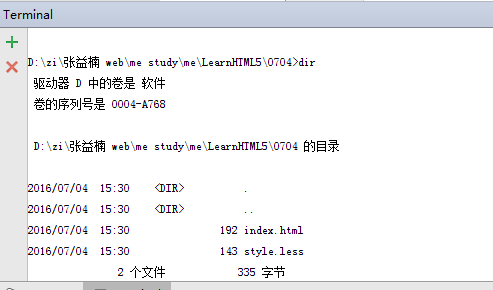 Terminal
D:\zi\张益楠 web\me study\me\LearnHTML5\0704>dir
驱动器 D 中的卷是 软件
卷的序列号是 0004-A768
D:\zi\张益楠 web\me study\me\LearnHTML5\0704 的目录
2016/07/04 15:30 <DIR> .
2016/07/04 15:30 <DIR> ..
2016/07/04 15:30 192 index.html
2016/07/04 15:30 143 style.less
2 个文件 335 字节